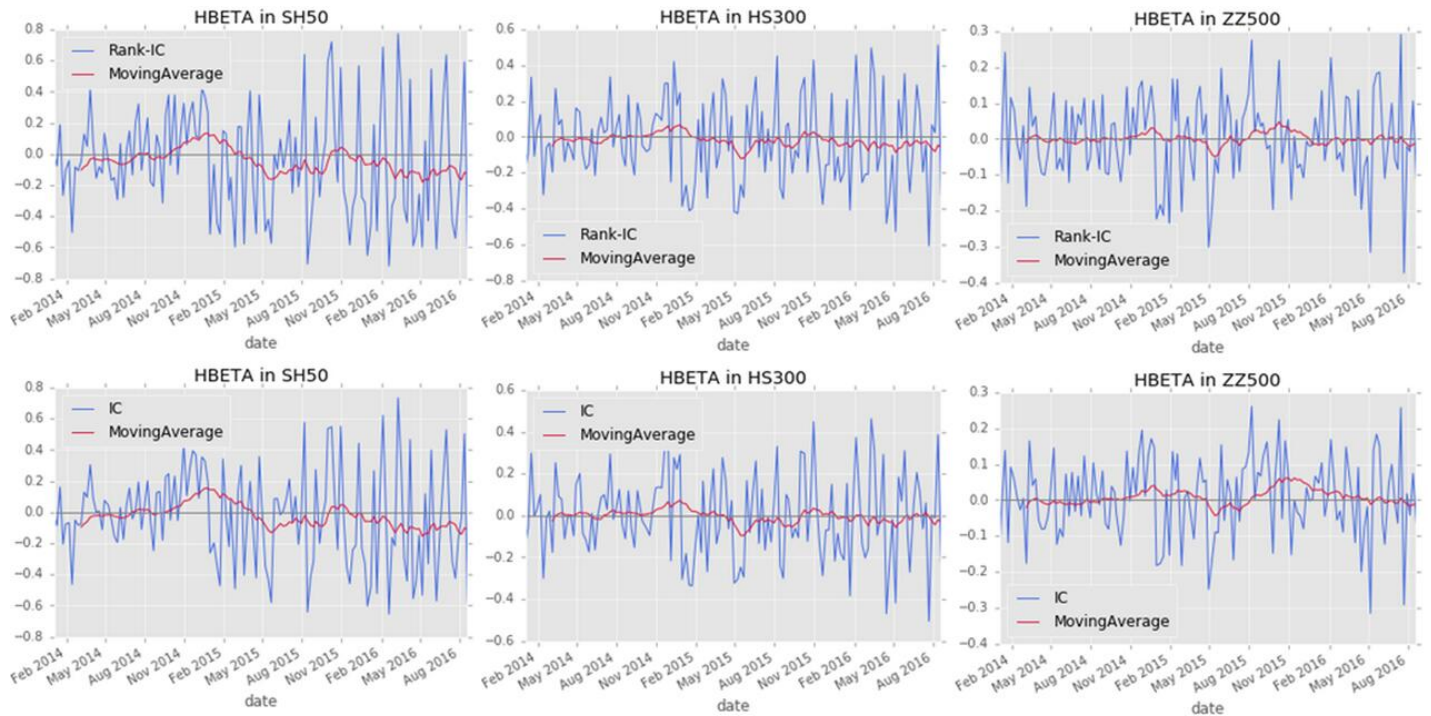 HBETA in SH50
0.8
0.6
0.4
0.2
0.0
−0.2
−0.4
−0.6
−0.8
Rank-IC
MovingAverage
Feb 2014
May 2014
Aug 2014
Nov 2014
Feb 2015
May 2015
Aug 2015
Nov 2015
Feb 2016
May 2016
Aug 2016
date
HBETA in HS300
0.6
0.4
0.2
0.0
−0.2
−0.4
−0.6
−0.8
Rank-IC
MovingAverage
Feb 2014
May 2014
Aug 2014
Nov 2014
Feb 2015
May 2015
Aug 2015
Nov 2015
Feb 2016
May 2016
Aug 2016
date
HBETA in ZZ500
0.3
0.2
0.1
0.0
−0.1
−0.2
−0.3
−0.4
Rank-IC
MovingAverage
Feb 2014
May 2014
Aug 2014
Nov 2014
Feb 2015
May 2015
Aug 2015
Nov 2015
Feb 2016
May 2016
Aug 2016
date
HBETA in SH50
0.8
0.6
0.4
0.2
0.0
−0.2
−0.4
−0.6
−0.8
IC
MovingAverage
Feb 2014
May 2014
Aug 2014
Nov 2014
Feb 2015
May 2015
Aug 2015
Nov 2015
Feb 2016
May 2016
Aug 2016
date
HBETA in HS300
0.6
0.4
0.2
0.0
−0.2
−0.4
−0.6
IC
MovingAverage
Feb 2014
May 2014
Aug 2014
Nov 2014
Feb 2015
May 2015
Aug 2015
Nov 2015
Feb 2016
May 2016
Aug 2016
date
HBETA in ZZ500
0.3
0.2
0.1
0.0
−0.1
−0.2
−0.3
−0.4
IC
MovingAverage
Feb 2014
May 2014
Aug 2014
Nov 2014
Feb 2015
May 2015
Aug 2015
Nov 2015
Feb 2016
May 2016
Aug 2016
date